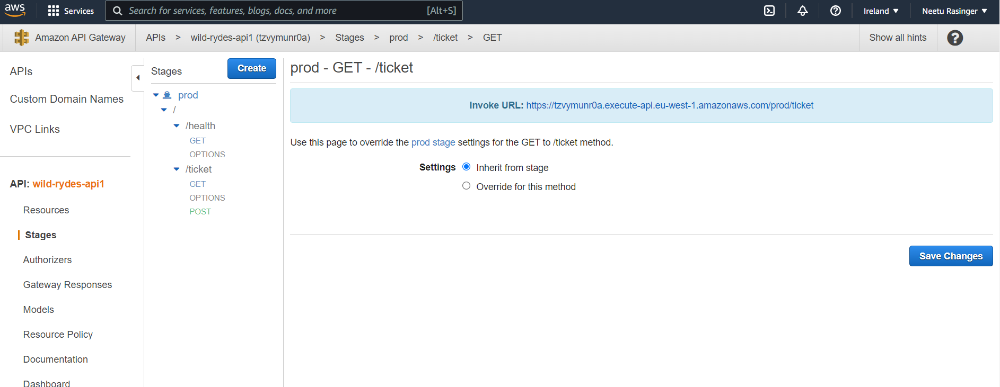 aws
Services
Search for services, features, blogs, docs, and more [Alt+S]
Ireland ▼
Neetu Rasinger ▼
Amazon API Gateway
APIs > wild-rydes-api1 (tzvymunr0a) > Stages > prod > /ticket > GET
Show all hints
APIs
Custom Domain Names
VPC Links
API: wild-rydes-api1
Resources
Stages
Authorizers
Gateway Responses
Models
Resource Policy
Documentation
Dashboard
Stages
Create
prod
/
/health
GET
OPTIONS
/ticket
GET
OPTIONS
POST
prod - GET - /ticket
Invoke URL: https://tzvymunr0a.execute-api.eu-west-1.amazonaws.com/prod/ticket
Use this page to override the prod stage settings for the GET to /ticket method.
Settings
Inherit from stage
Override for this method
Save Changes